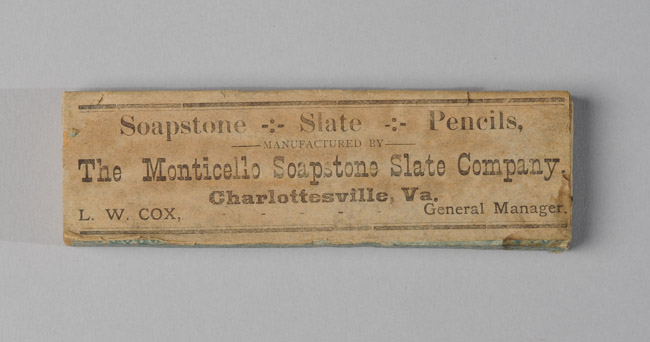 Soapstone -:- Slate -:- Pencils,
MANUFACTURED BY
The Monticello Soapstone Slate Company,
Charlottesville, Va.
L. W. COX, - - - - - General Manager.